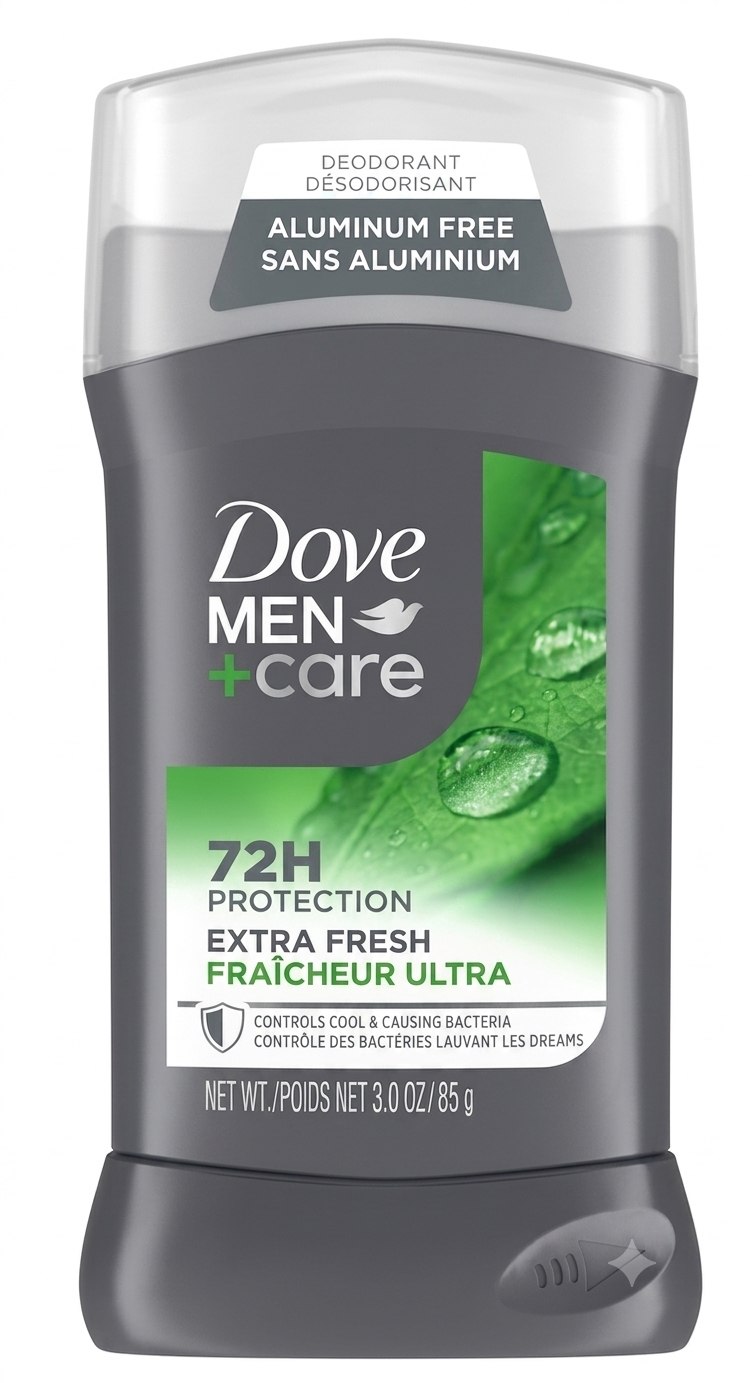 DEODORANT
DÉSODORISANT
ALUMINUM FREE
SANS ALUMINIUM
Dove
MEN
+care
72H
PROTECTION
EXTRA FRESH
FRAÎCHEUR ULTRA
CONTROLS COOL & CAUSING BACTERIA
CONTRÔLE DES BACTÉRIES LAUVANT LES DREAMS
NET WT./POIDS NET 3.0 OZ/85 g